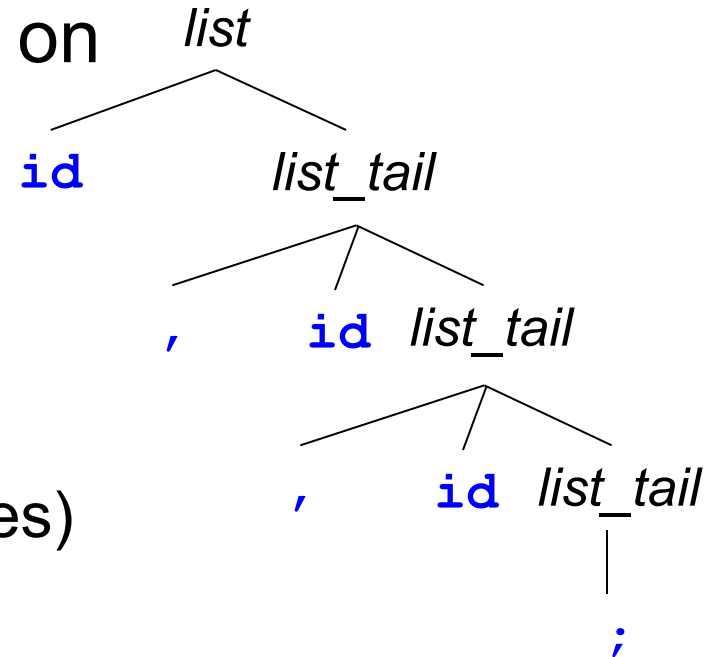 on list
id list_tail
, id list_tail
, id list_tail
es)
;